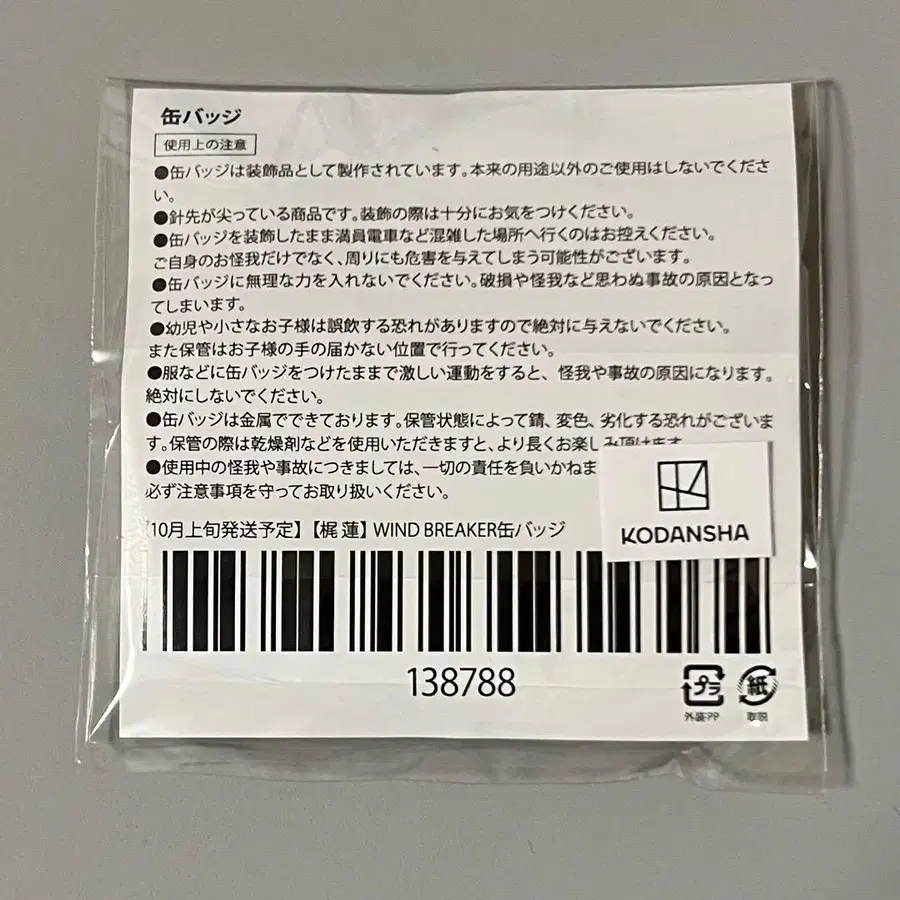 缶バッジ
使用上の注意
●缶バッジは装飾品として製作されています。本来の用途以外のご使用はしないでくださ
い。
●針先が尖っている商品です。装飾の際は十分にお気をつけください。
●缶バッジを装飾したまま満員電車など混雑した場所へ行くのはお控えください。
ご自身のお怪我だけでなく、周りにも危害を与えてしまう可能性がございます。
●缶バッジに無理な力を入れないでください。破損や怪我など思わぬ事故の原因となっ
てしまいます。
●幼児や小さなお子様は誤飲する恐れがありますので絶対に与えないでください。
また保管はお子様の手の届かない位置で行ってください。
●服などに缶バッジをつけたままで激しい運動をすると、怪我や事故の原因になります。
絶対にしないでください。
●缶バッジは金属でできております。保管状態によって錆、変色、劣化する恐れがございま
す。保管の際は乾燥剤などを使用いただきますと、より長くお楽しみ頂けます
●使用中の怪我や事故につきましては、一切の責任を負いかねま
必ず注意事項を守ってお取り扱いください。
KODANSHA
【10月上旬発送予定】【梶 蓮】WIND BREAKER缶バッジ
138788
プラ 紙
外装:PP 取説